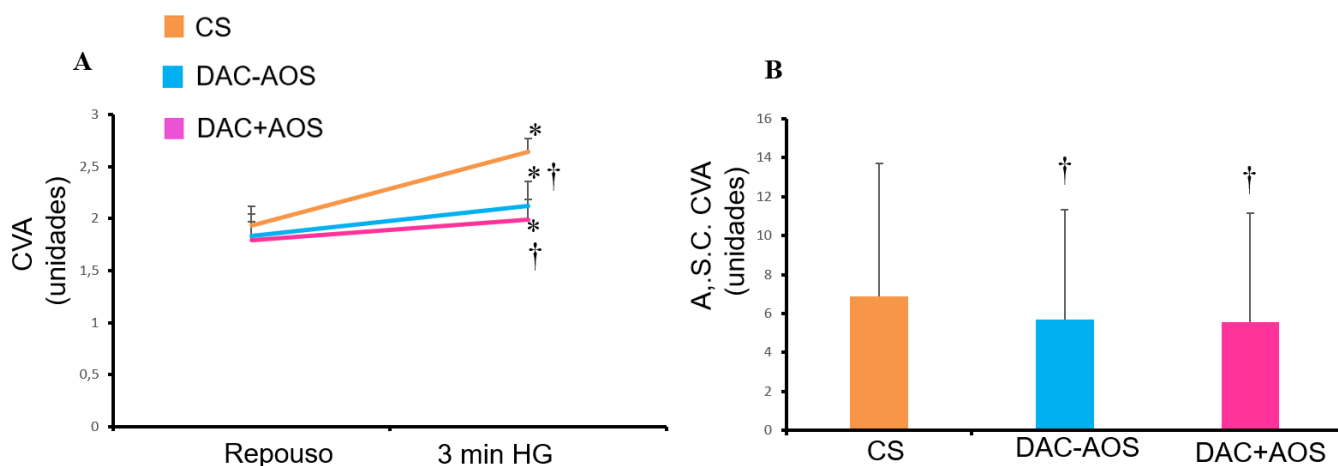 A
CS
DAC-AOS
DAC+AOS
CVA
(unidades)
3
2,5
2
1,5
1
0,5
0
*
* †
*
†
Repouso 3 min HG
B
A,.S.C. CVA
(unidades)
16
14
12
10
8
6
4
2
0
† †
CS DAC-AOS DAC+AOS